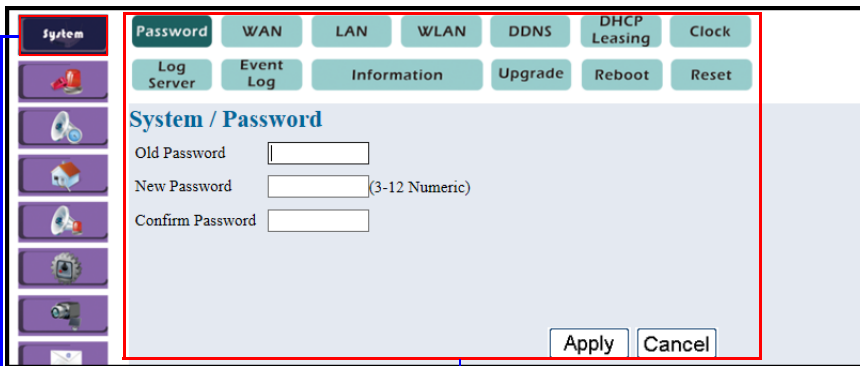 System
Password WAN LAN WLAN DDNS DHCP Leasing Clock
Log Server Event Log Information Upgrade Reboot Reset
System / Password
Old Password
New Password (3-12 Numeric)
Confirm Password
Apply Cancel